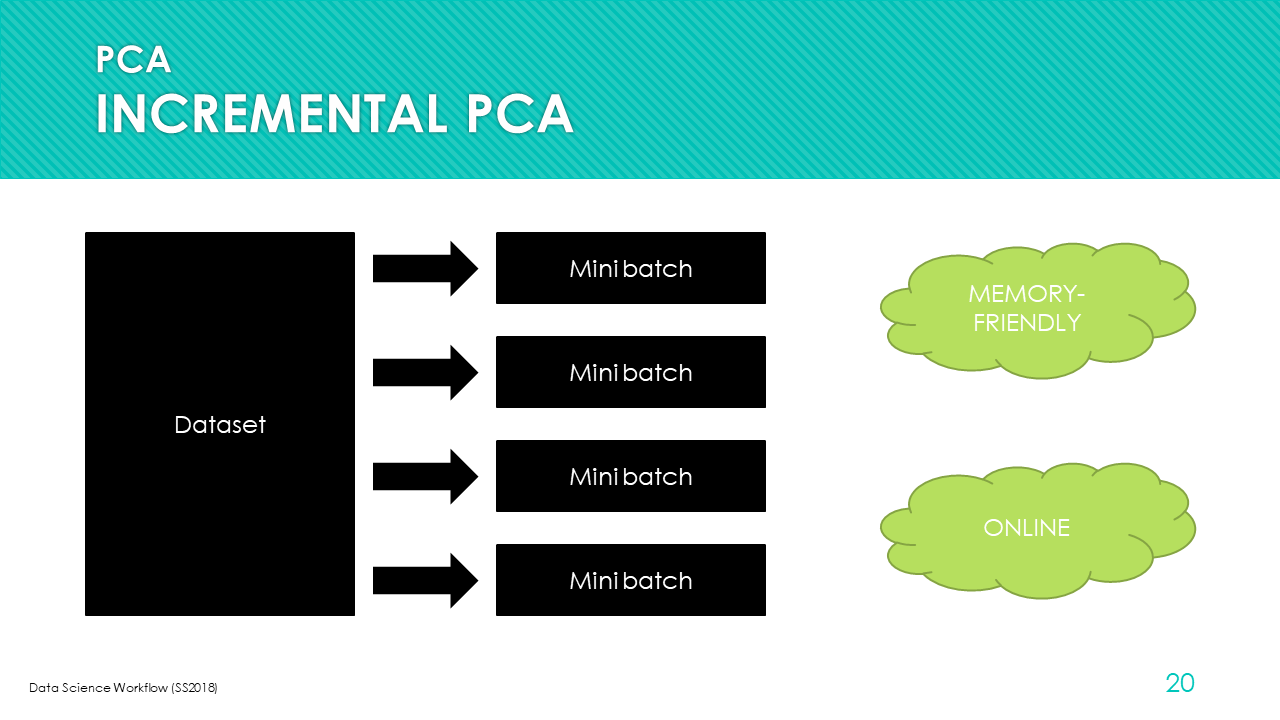 PCA
INCREMENTAL PCA
Dataset
Mini batch
Mini batch
Mini batch
Mini batch
MEMORY-
FRIENDLY
ONLINE
Data Science Workflow (SS2018)
20